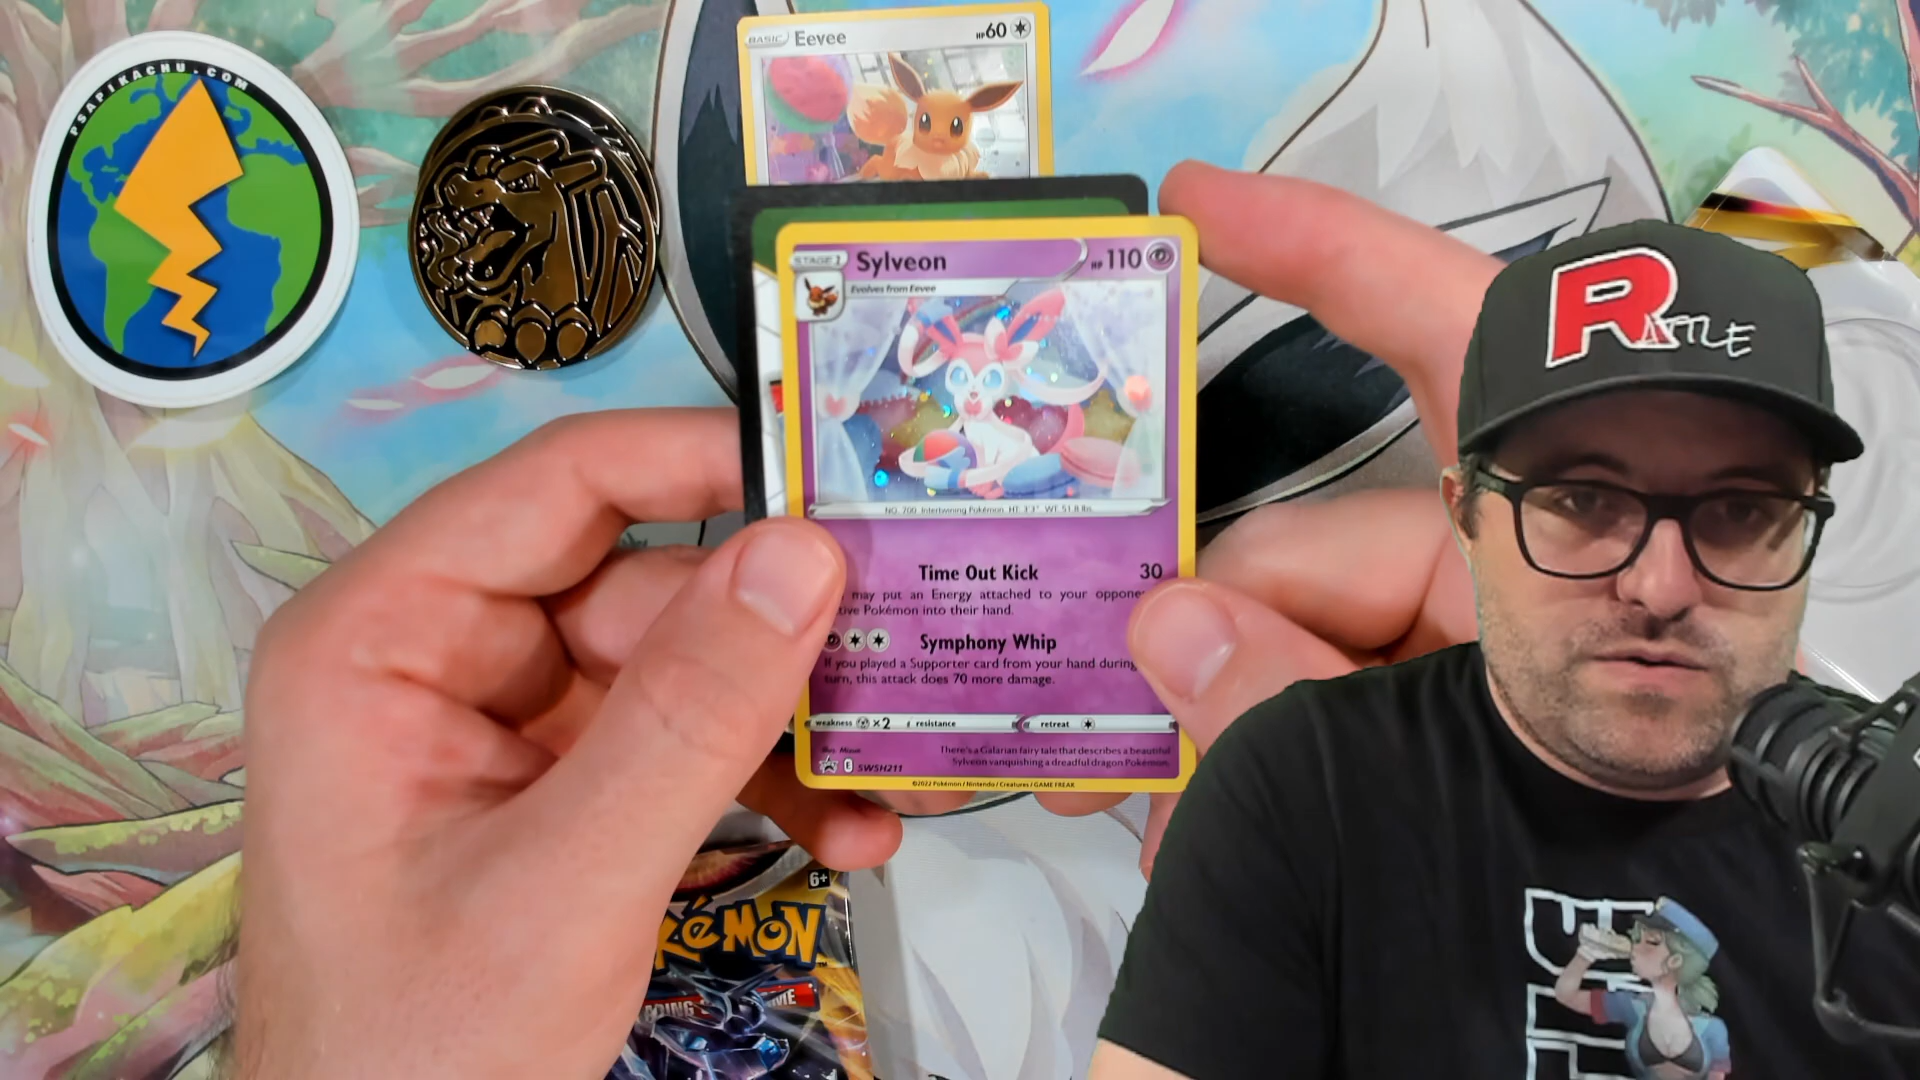 PSAPIKACHU.COM
BASIC Eevee HP60
STAGE 1 Sylveon HP110
Evolves from Eevee
NO. 700. Intertwining Pokémon. HT. 3'3" WT. 51.8 lbs.
Time Out Kick 30
may put an Energy attached to your
Pokémon into their hand.
Symphony Whip
If you played a Supporter card from your hand during
turn, this attack does 70 more damage.
weakness ×2 resistance retreat
Illus.
There's a Galarian fairy tale that describes a beautiful
SWSH211 Sylveon vanquishing a dreadful dragon Pokémon.
©2022 Pokémon / Nintendo / Creatures / GAME FREAK
RATTLE
6+